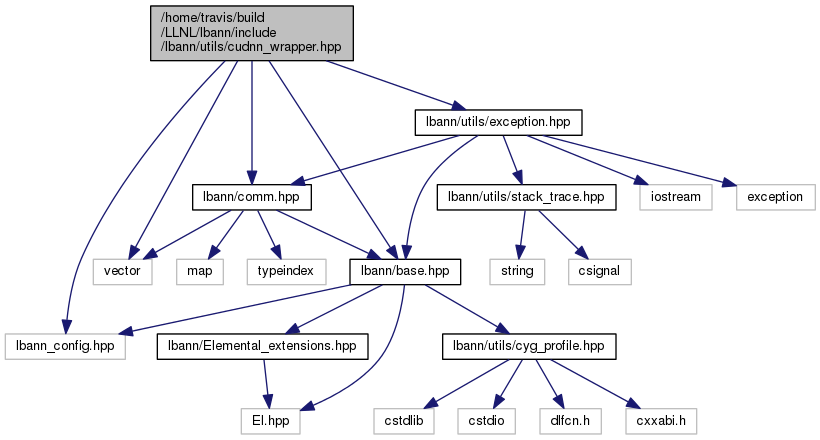 /home/travis/build
/LLNL/lbann/include
/lbann/utils/cudnn_wrapper.hpp
lbann/utils/exception.hpp
lbann/comm.hpp
lbann/utils/stack_trace.hpp
iostream
exception
vector
map
typeindex
lbann/base.hpp
string
csignal
lbann_config.hpp
lbann/Elemental_extensions.hpp
lbann/utils/cyg_profile.hpp
El.hpp
cstdlib
cstdio
dlfcn.h
cxxabi.h